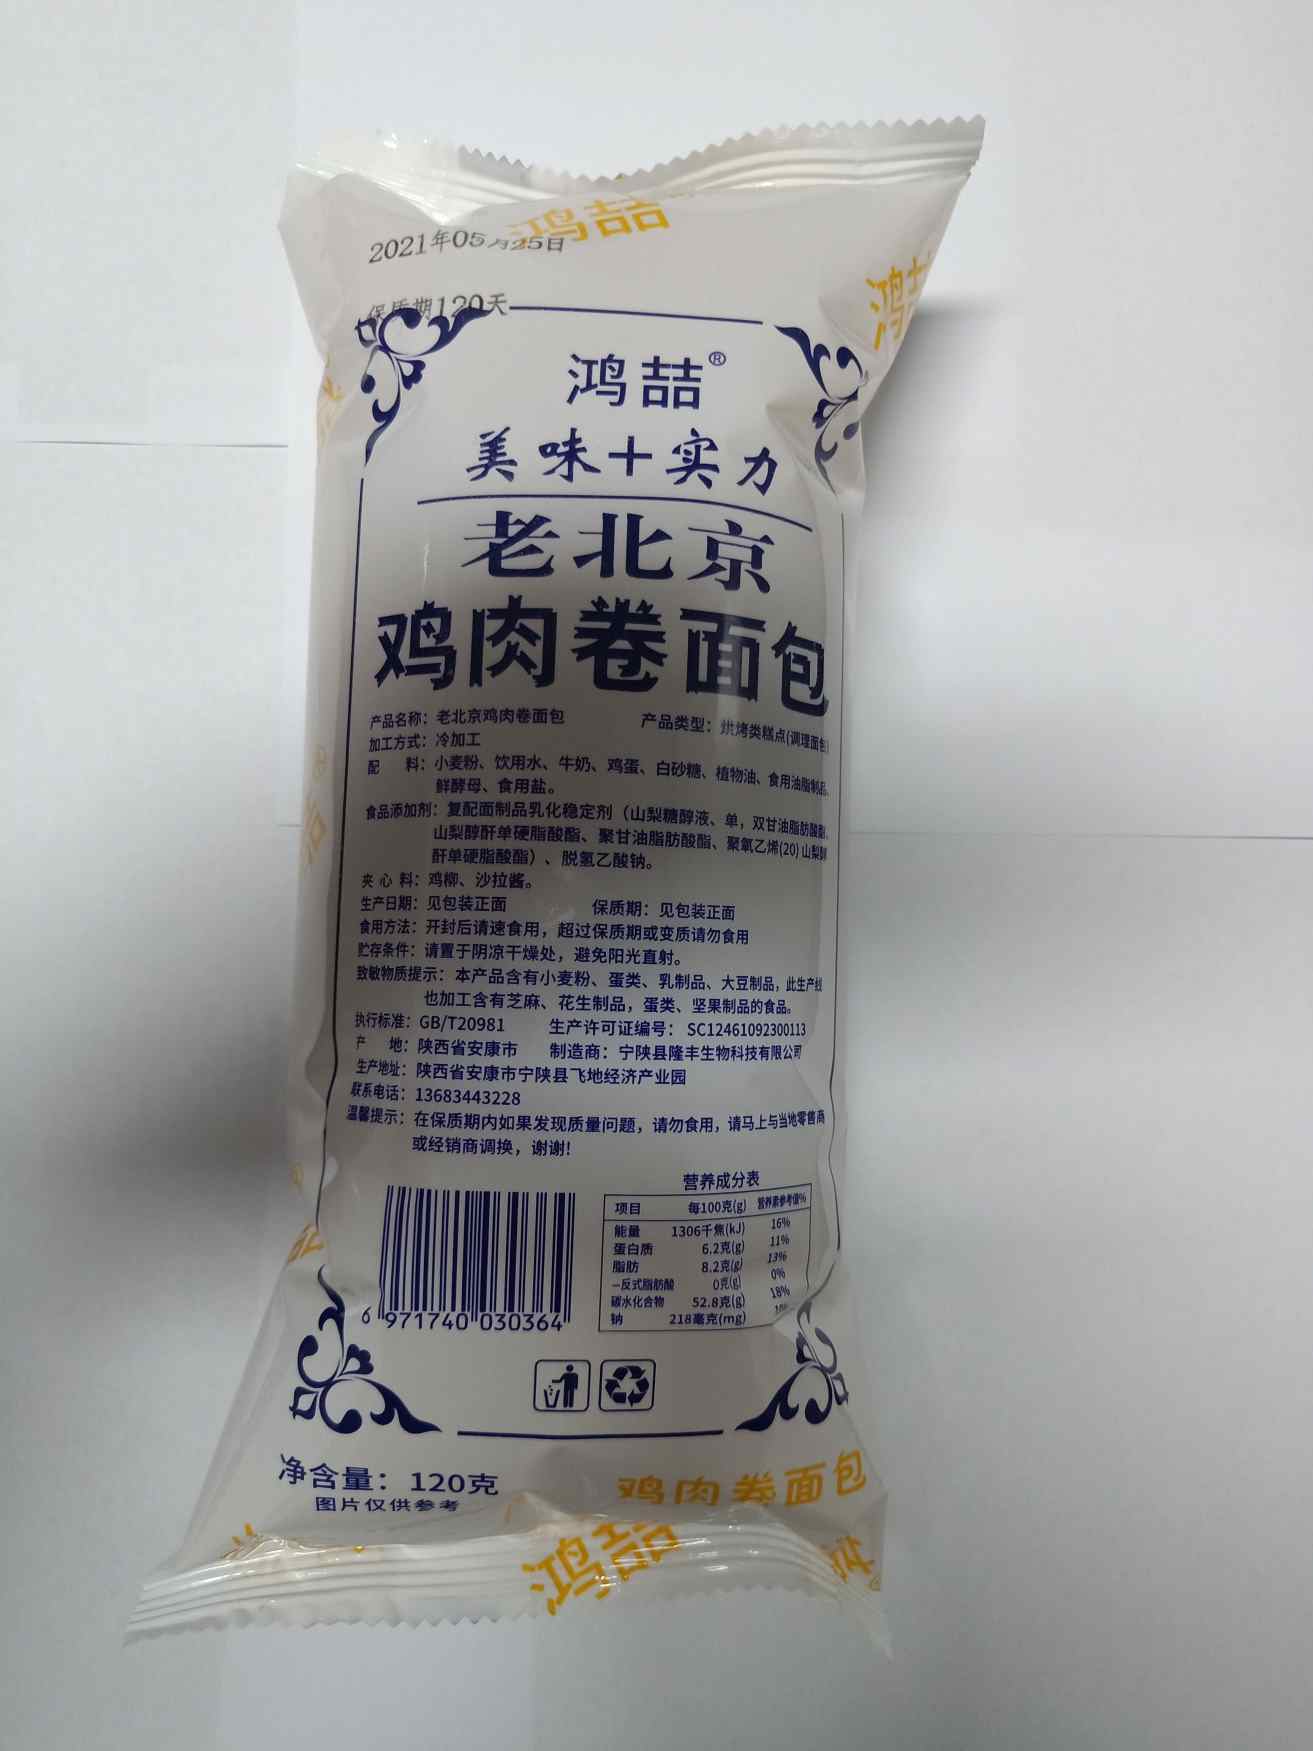 鸿喆
2021年05月25日
保质期120天
鸿
鸿喆®
美味+实力
老北京
鸡肉卷面包
产品名称：老北京鸡肉卷面包 产品类型：烘烤类糕点(调理面包)
加工方式：冷加工
配 料：小麦粉、饮用水、牛奶、鸡蛋、白砂糖、植物油、食用油脂制品、
鲜酵母、食用盐。
食品添加剂：复配面制品乳化稳定剂（山梨糖醇液、单，双甘油脂肪酸酯、
山梨醇酐单硬脂酸酯、聚甘油脂肪酸酯、聚氧乙烯(20)山梨醇
酐单硬脂酸酯）、脱氢乙酸钠。
夹 心 料：鸡柳、沙拉酱。
生产日期：见包装正面 保质期：见包装正面
食用方法：开封后请速食用，超过保质期或变质请勿食用
贮存条件：请置于阴凉干燥处，避免阳光直射。
致敏物质提示：本产品含有小麦粉、蛋类、乳制品、大豆制品，此生产线
也加工含有芝麻、花生制品，蛋类、坚果制品的食品。
执行标准：GB/T20981 生产许可证编号：SC12461092300113
产 地：陕西省安康市 制造商：宁陕县隆丰生物科技有限公司
生产地址：陕西省安康市宁陕县飞地经济产业园
联系电话：13683443228
温馨提示：在保质期内如果发现质量问题，请勿食用，请马上与当地零售商
或经销商调换，谢谢!
营养成分表
项目 每100克(g) 营养素参考值%
能量 1306千焦(kJ) 16%
蛋白质 6.2克(g) 11%
脂肪 8.2克(g) 13%
–反式脂肪酸 0克(g) 0%
碳水化合物 52.8克(g) 18%
钠 218毫克(mg)
6 971740 030364
净含量：120克
图片仅供参考
鸡肉卷面包
鸿喆